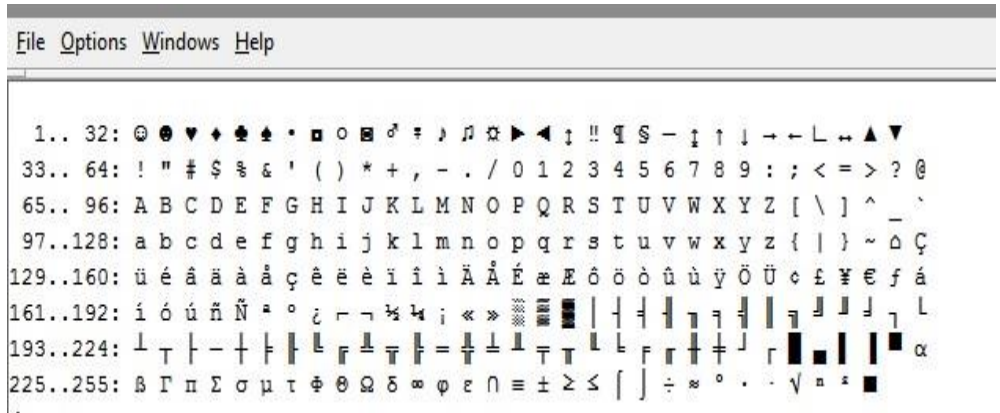 File Options Windows Help
1.. 32: ☺ ☻ ♥ ♦ ♣ ♠ • ◘ ○ ◙ ♂ ♀ ♪ ♫ ☼ ► ◄ ↕ ‼ ¶ § ▬ ↨ ↑ ↓ → ← ∟ ↔ ▲ ▼
33.. 64: ! " # $ % & ' ( ) * + , - . / 0 1 2 3 4 5 6 7 8 9 : ; < = > ? @
65.. 96: A B C D E F G H I J K L M N O P Q R S T U V W X Y Z [ \ ] ^ _ `
97..128: a b c d e f g h i j k l m n o p q r s t u v w x y z { | } ~ ⌂ Ç
129..160: ü é â ä à å ç ê ë è ï î ì Ä Å É æ Æ ô ö ò û ù ÿ Ö Ü ¢ £ ¥ € ƒ á
161..192: í ó ú ñ Ñ ª º ¿ ⌐ ¬ ½ ¼ ¡ « » ░ ▒ ▓ │ ┤ ╡ ╢ ╖ ╕ ╣ ║ ╗ ╝ ╜ ╛ ┐ └
193..224: ┴ ┬ ├ ─ ┼ ╞ ╟ ╚ ╔ ╩ ╦ ╠ ═ ╬ ╧ ╨ ╤ ╥ ╙ ╘ ╒ ╓ ╫ ╪ ┘ ┌ █ ▄ ▌ ▐ ▀ α
225..255: ß Γ π Σ σ µ τ Φ Θ Ω δ ∞ φ ε ∩ ≡ ± ≥ ≤ ⌠ ⌡ ÷ ≈ ° ∙ · √ ⁿ ² ■